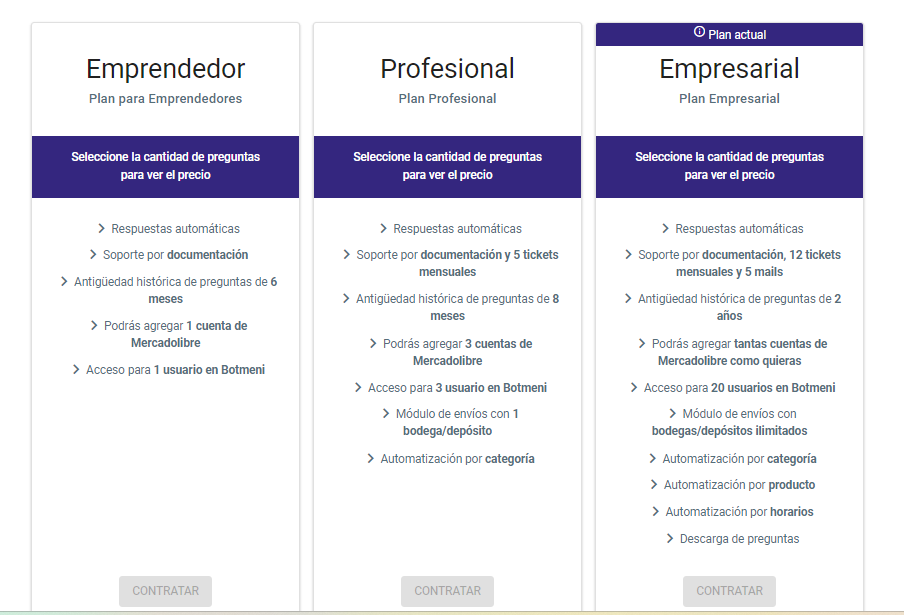 Emprendedor
Plan para Emprendedores
Seleccione la cantidad de preguntas
para ver el precio
Respuestas automáticas
Soporte por documentación
Antigüedad histórica de preguntas de 6
meses
Podrás agregar 1 cuenta de
Mercadolibre
Acceso para 1 usuario en Botmeni
CONTRATAR
Profesional
Plan Profesional
Seleccione la cantidad de preguntas
para ver el precio
Respuestas automáticas
Soporte por documentación y 5 tickets
mensuales
Antigüedad histórica de preguntas de 8
meses
Podrás agregar 3 cuentas de
Mercadolibre
Acceso para 3 usuario en Botmeni
Módulo de envíos con 1
bodega/depósito
Automatización por categoría
CONTRATAR
Plan actual
Empresarial
Plan Empresarial
Seleccione la cantidad de preguntas
para ver el precio
Respuestas automáticas
Soporte por documentación, 12 tickets
mensuales y 5 mails
Antigüedad histórica de preguntas de 2
años
Podrás agregar tantas cuentas de
Mercadolibre como quieras
Acceso para 20 usuarios en Botmeni
Módulo de envíos con
bodegas/depósitos ilimitados
Automatización por categoría
Automatización por producto
Automatización por horarios
Descarga de preguntas
CONTRATAR